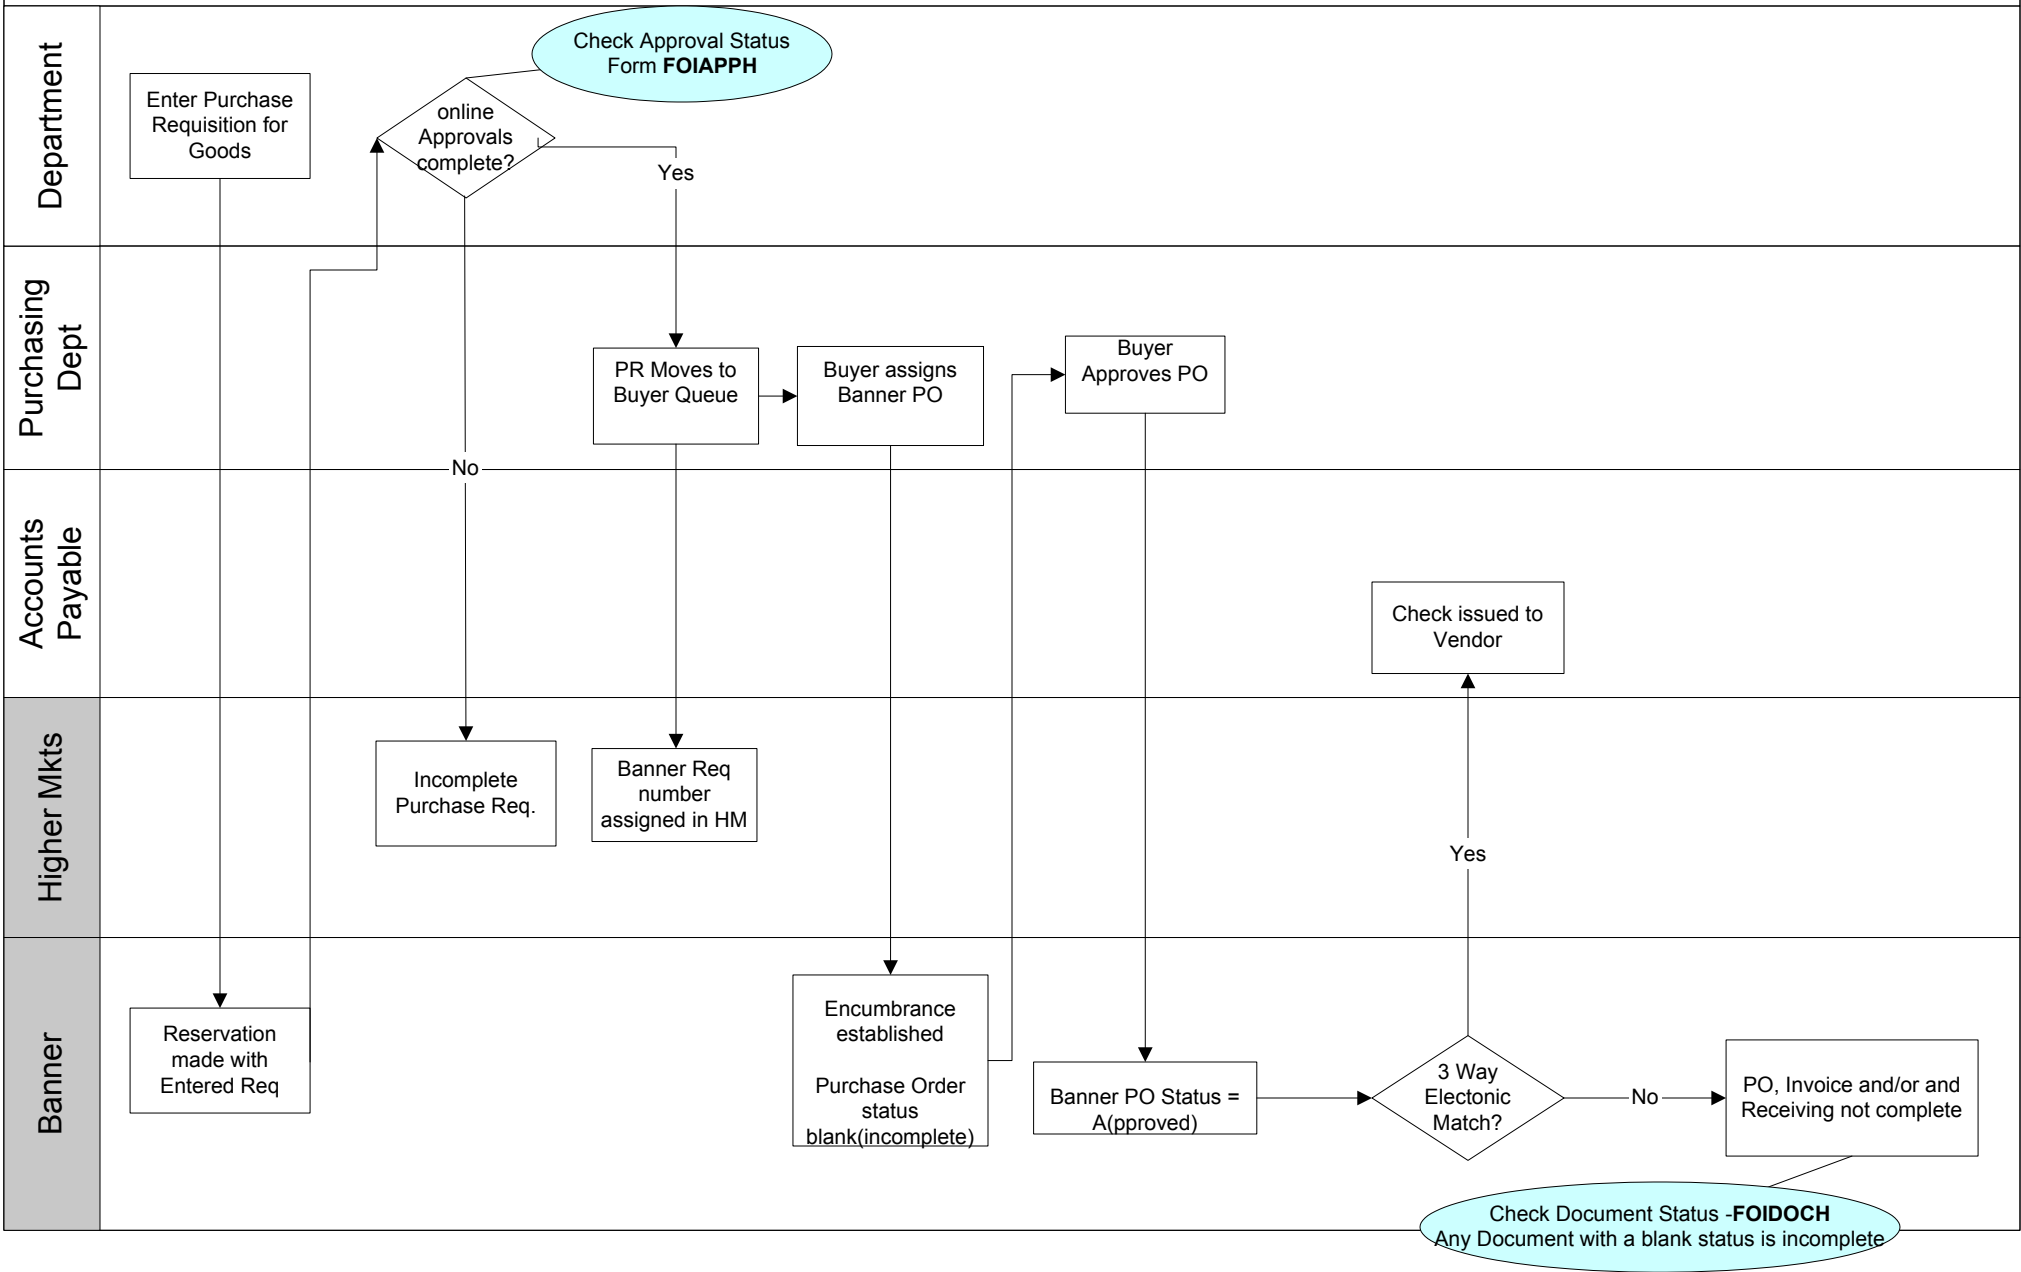 Department
Enter Purchase
Requisition for
Goods
online
Approvals
complete?
Check Approval Status
Form FOIAPPH
Yes
Purchasing
Dept
PR Moves to
Buyer Queue
Buyer assigns
Banner PO
Buyer
Approves PO
No
Accounts
Payable
Check issued to
Vendor
Higher Mkts
Incomplete
Purchase Req.
Banner Req
number
assigned in HM
Yes
Banner
Reservation
made with
Entered Req
Encumbrance
established
Purchase Order
status
blank(incomplete)
Banner PO Status =
A(pproved)
3 Way
Electonic
Match?
No
PO, Invoice and/or and
Receiving not complete
Check Document Status -FOIDOCH
Any Document with a blank status is incomplete